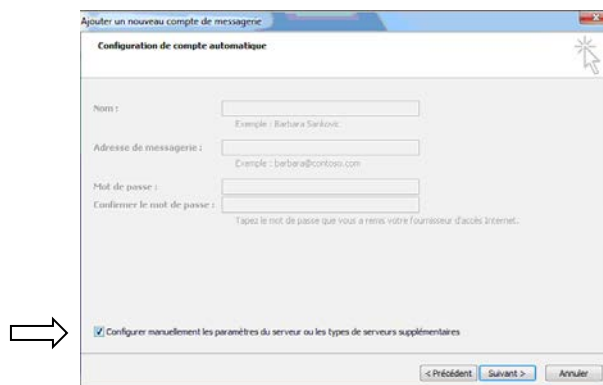 Ajouter un nouveau compte de messagerie
Configuration de compte automatique
Nom :
Exemple : Barbara Sankovic
Adresse de messagerie :
Exemple : barbara@contoso.com
Mot de passe :
Confirmer le mot de passe :
Tapez le mot de passe que vous a remis votre fournisseur d'accès Internet.
Configurer manuellement les paramètres du serveur ou les types de serveurs supplémentaires
< Précédent Suivant > Annuler